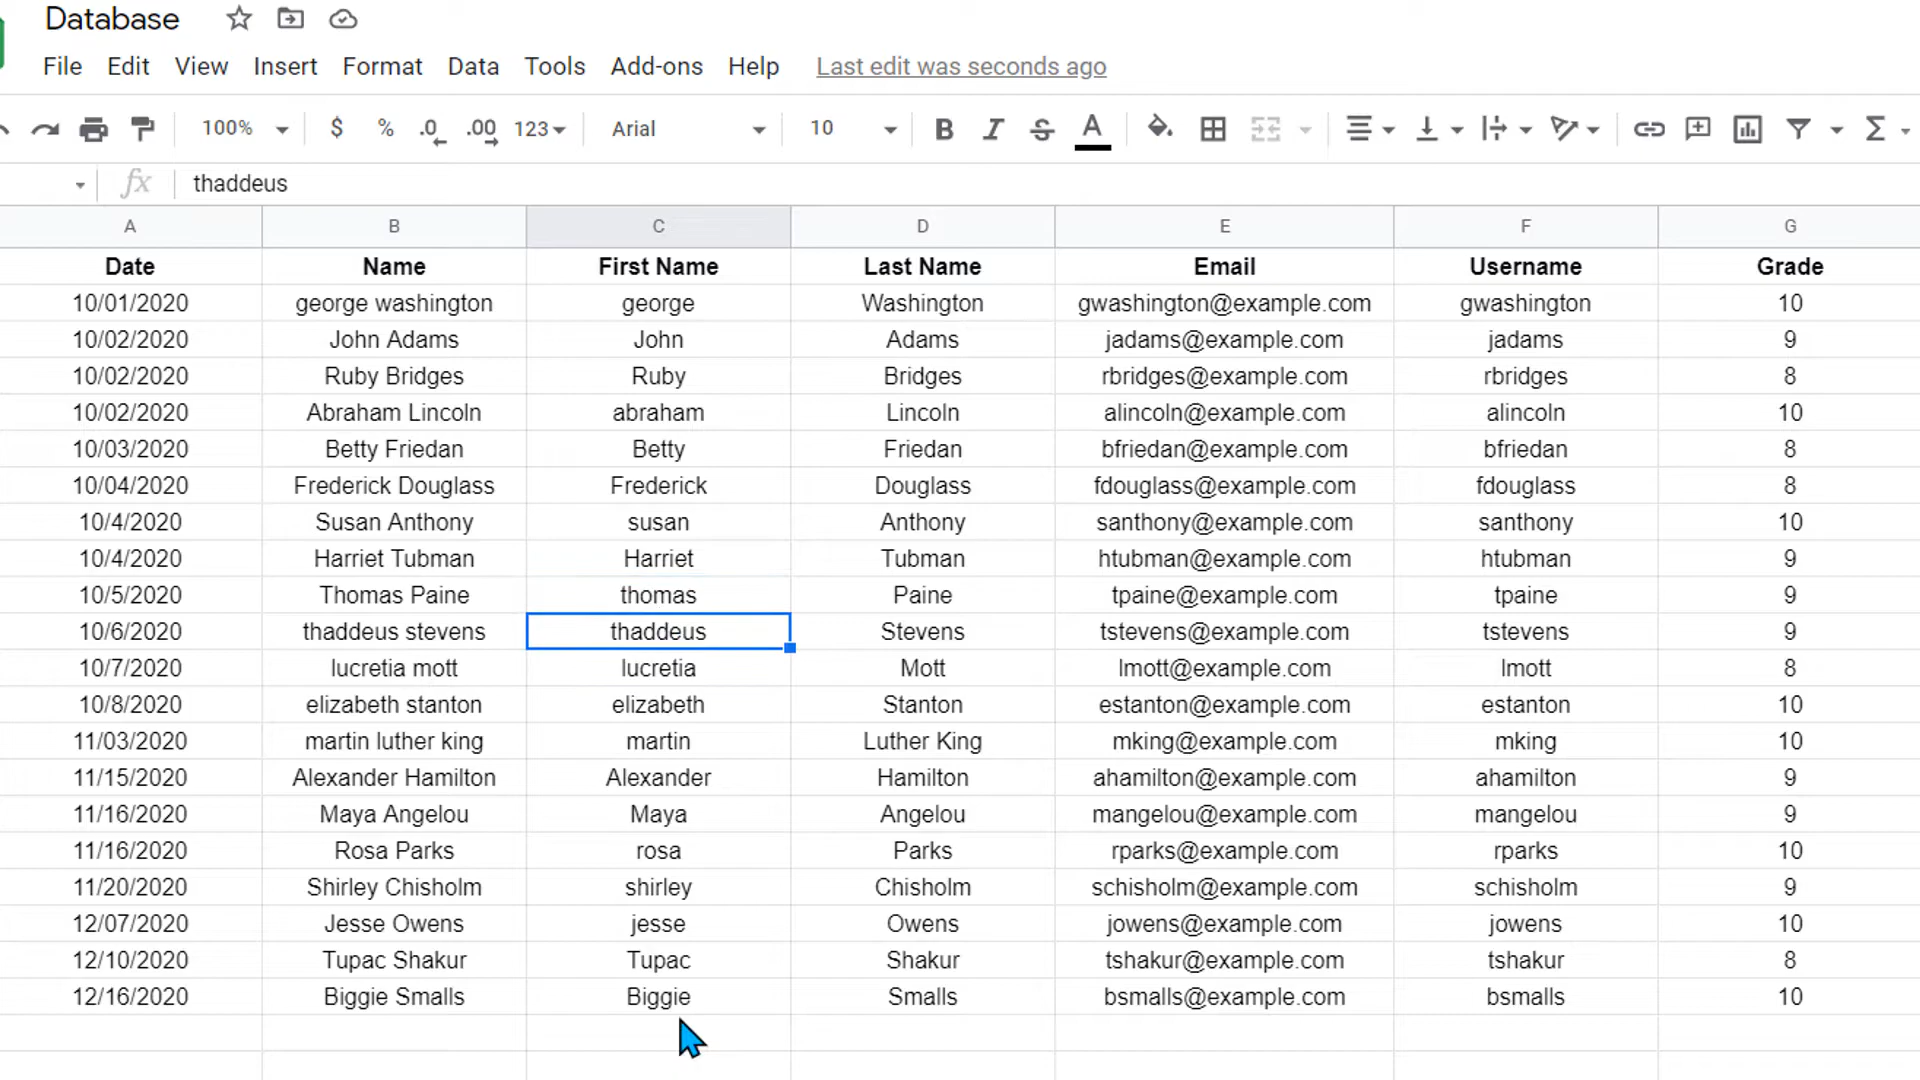 Database
File Edit View Insert Format Data Tools Add-ons Help Last edit was seconds ago
100% $ % .0 .00 123 Arial 10 B I S A Σ
fx thaddeus
A B C D E F G
Date Name First Name Last Name Email Username Grade
10/01/2020 george washington george Washington gwashington@example.com gwashington 10
10/02/2020 John Adams John Adams jadams@example.com jadams 9
10/02/2020 Ruby Bridges Ruby Bridges rbridges@example.com rbridges 8
10/02/2020 Abraham Lincoln abraham Lincoln alincoln@example.com alincoln 10
10/03/2020 Betty Friedan Betty Friedan bfriedan@example.com bfriedan 8
10/04/2020 Frederick Douglass Frederick Douglass fdouglass@example.com fdouglass 8
10/4/2020 Susan Anthony susan Anthony santhony@example.com santhony 10
10/4/2020 Harriet Tubman Harriet Tubman htubman@example.com htubman 9
10/5/2020 Thomas Paine thomas Paine tpaine@example.com tpaine 9
10/6/2020 thaddeus stevens thaddeus Stevens tstevens@example.com tstevens 9
10/7/2020 lucretia mott lucretia Mott lmott@example.com lmott 8
10/8/2020 elizabeth stanton elizabeth Stanton estanton@example.com estanton 10
11/03/2020 martin luther king martin Luther King mking@example.com mking 10
11/15/2020 Alexander Hamilton Alexander Hamilton ahamilton@example.com ahamilton 9
11/16/2020 Maya Angelou Maya Angelou mangelou@example.com mangelou 9
11/16/2020 Rosa Parks rosa Parks rparks@example.com rparks 10
11/20/2020 Shirley Chisholm shirley Chisholm schisholm@example.com schisholm 9
12/07/2020 Jesse Owens jesse Owens jowens@example.com jowens 10
12/10/2020 Tupac Shakur Tupac Shakur tshakur@example.com tshakur 8
12/16/2020 Biggie Smalls Biggie Smalls bsmalls@example.com bsmalls 10